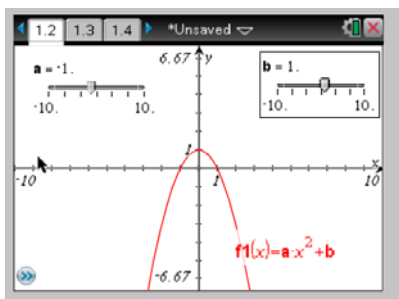 1.2 1.3 1.4 *Unsaved
a = -1.
-10. 10.
6.67 y
b = 1.
-10. 10.
1
x
-10 1 10
f1(x)=a·x²+b
-6.67